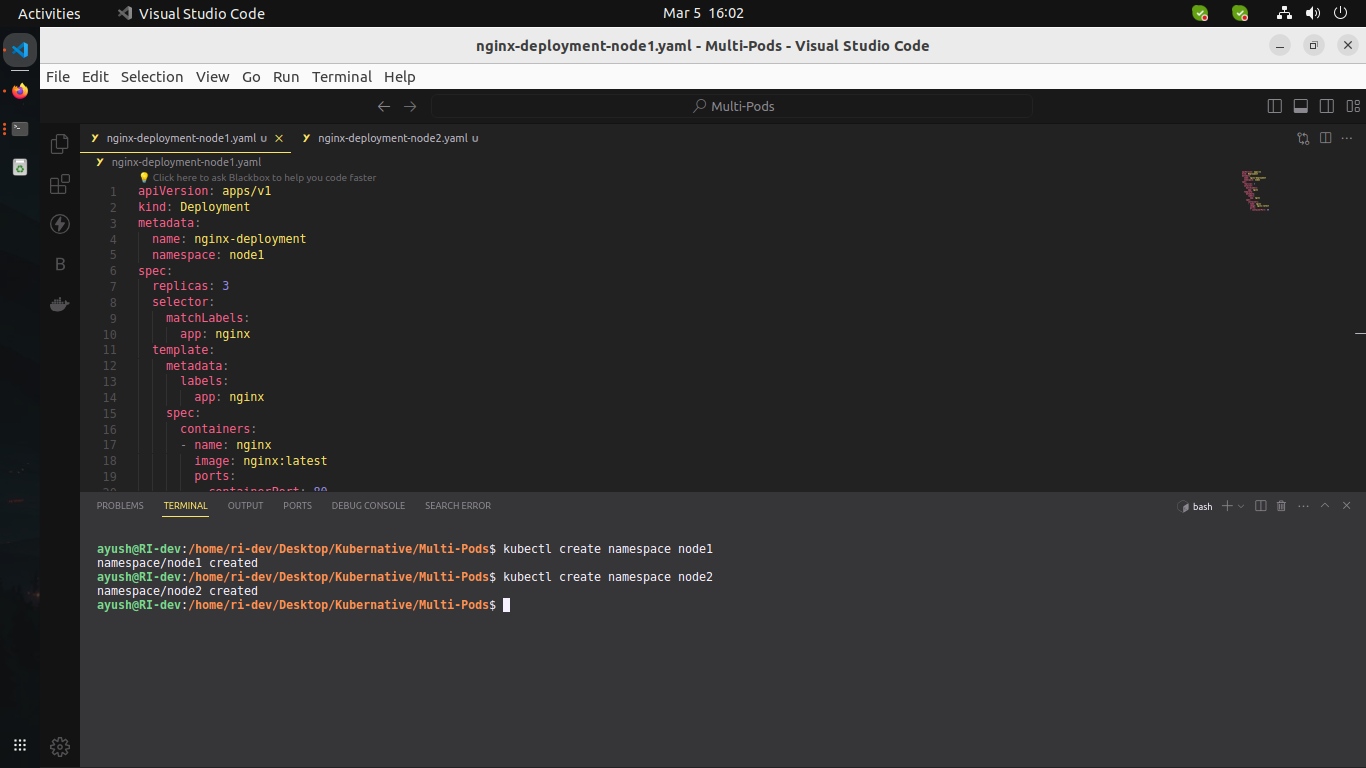 Activities Visual Studio Code Mar 5 16:02
nginx-deployment-node1.yaml - Multi-Pods - Visual Studio Code
File Edit Selection View Go Run Terminal Help
Multi-Pods
nginx-deployment-node1.yaml U nginx-deployment-node2.yaml U
nginx-deployment-node1.yaml
Click here to ask Blackbox to help you code faster
1 apiVersion: apps/v1
2 kind: Deployment
3 metadata:
4 name: nginx-deployment
5 namespace: node1
6 spec:
7 replicas: 3
8 selector:
9 matchLabels:
10 app: nginx
11 template:
12 metadata:
13 labels:
14 app: nginx
15 spec:
16 containers:
17 - name: nginx
18 image: nginx:latest
19 ports:
20 - containerPort: 80
PROBLEMS TERMINAL OUTPUT PORTS DEBUG CONSOLE SEARCH ERROR bash
ayush@RI-dev:/home/ri-dev/Desktop/Kubernative/Multi-Pods$ kubectl create namespace node1
namespace/node1 created
ayush@RI-dev:/home/ri-dev/Desktop/Kubernative/Multi-Pods$ kubectl create namespace node2
namespace/node2 created
ayush@RI-dev:/home/ri-dev/Desktop/Kubernative/Multi-Pods$